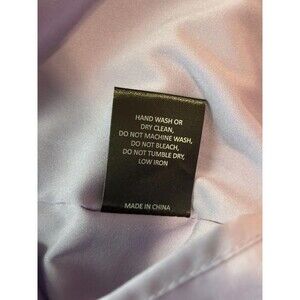 HAND WASH OR
DRY CLEAN,
DO NOT MACHINE WASH,
DO NOT BLEACH,
DO NOT TUMBLE DRY,
LOW IRON
MADE IN CHINA